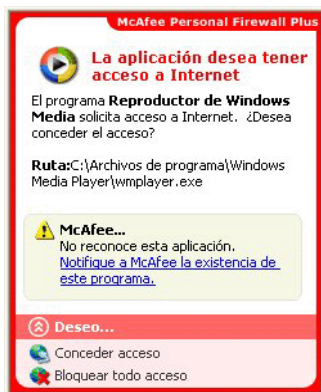 McAfee Personal Firewall Plus
La aplicación desea tener
acceso a Internet
El programa Reproductor de Windows
Media solicita acceso a Internet. ¿Desea
conceder el acceso?
Ruta:C:\Archivos de programa\Windows
Media Player\wmplayer.exe
McAfee...
No reconoce esta aplicación.
Notifique a McAfee la existencia de
este programa.
Deseo...
Conceder acceso
Bloquear todo acceso